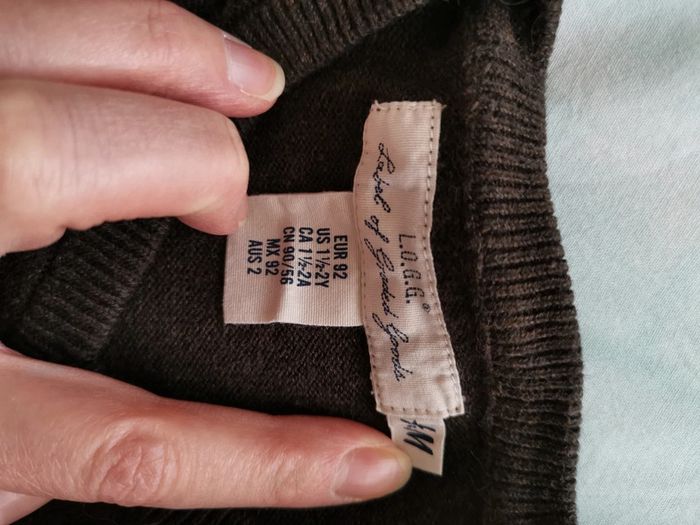 L.O.G.G.®
Label of Graded Goods
EUR 92
US 1½-2Y
CA 1½-2A
CN 90/56
MX 92
AUS 2
H&M